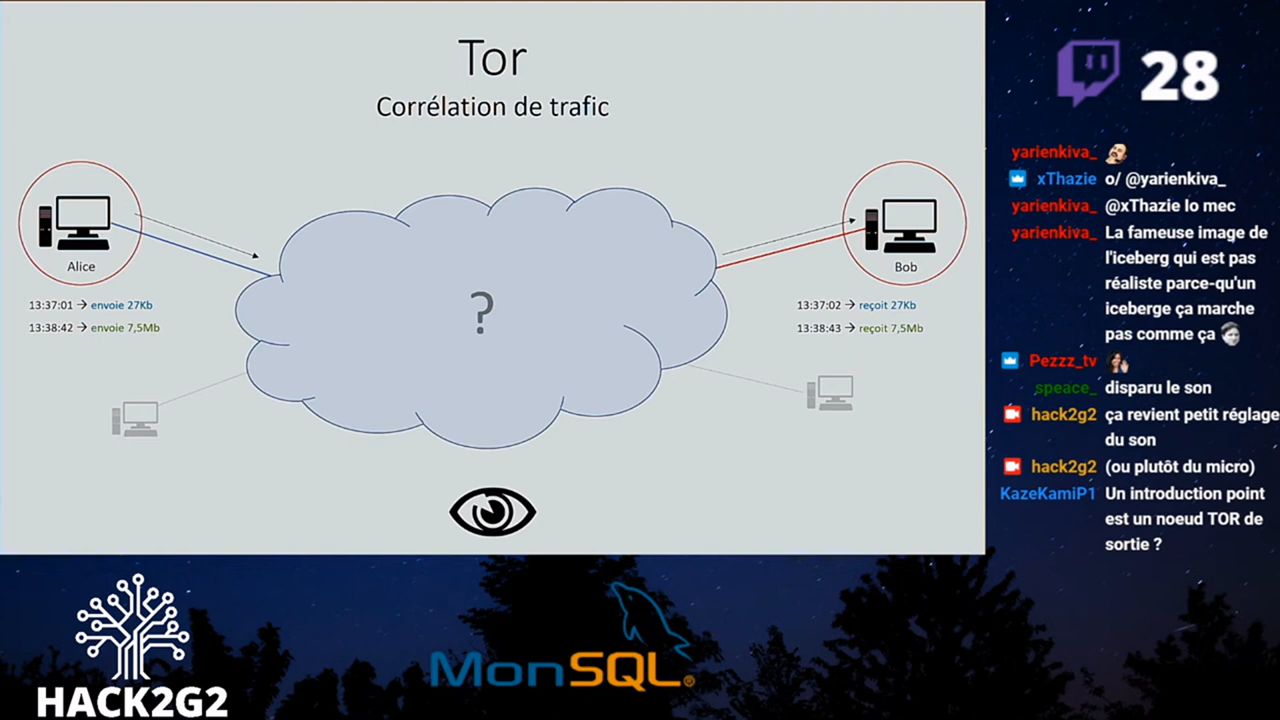 Tor
Corrélation de trafic
Alice
13:37:01 → envoie 27Kb
13:38:42 → envoie 7,5Mb
?
Bob
13:37:02 → reçoit 27Kb
13:38:43 → reçoit 7,5Mb
28
yarienkiva_
xThazie o/ @yarienkiva_
yarienkiva_ @xThazie lo mec
yarienkiva_ La fameuse image de
l'iceberg qui est pas
réaliste parce-qu'un
iceberge ça marche
pas comme ça
Pezzz_tv
speace_ disparu le son
hack2g2 ça revient petit réglage
du son
hack2g2 (ou plutôt du micro)
KazeKamiP1 Un introduction point
est un noeud TOR de
sortie ?
HACK2G2
MonSQL®